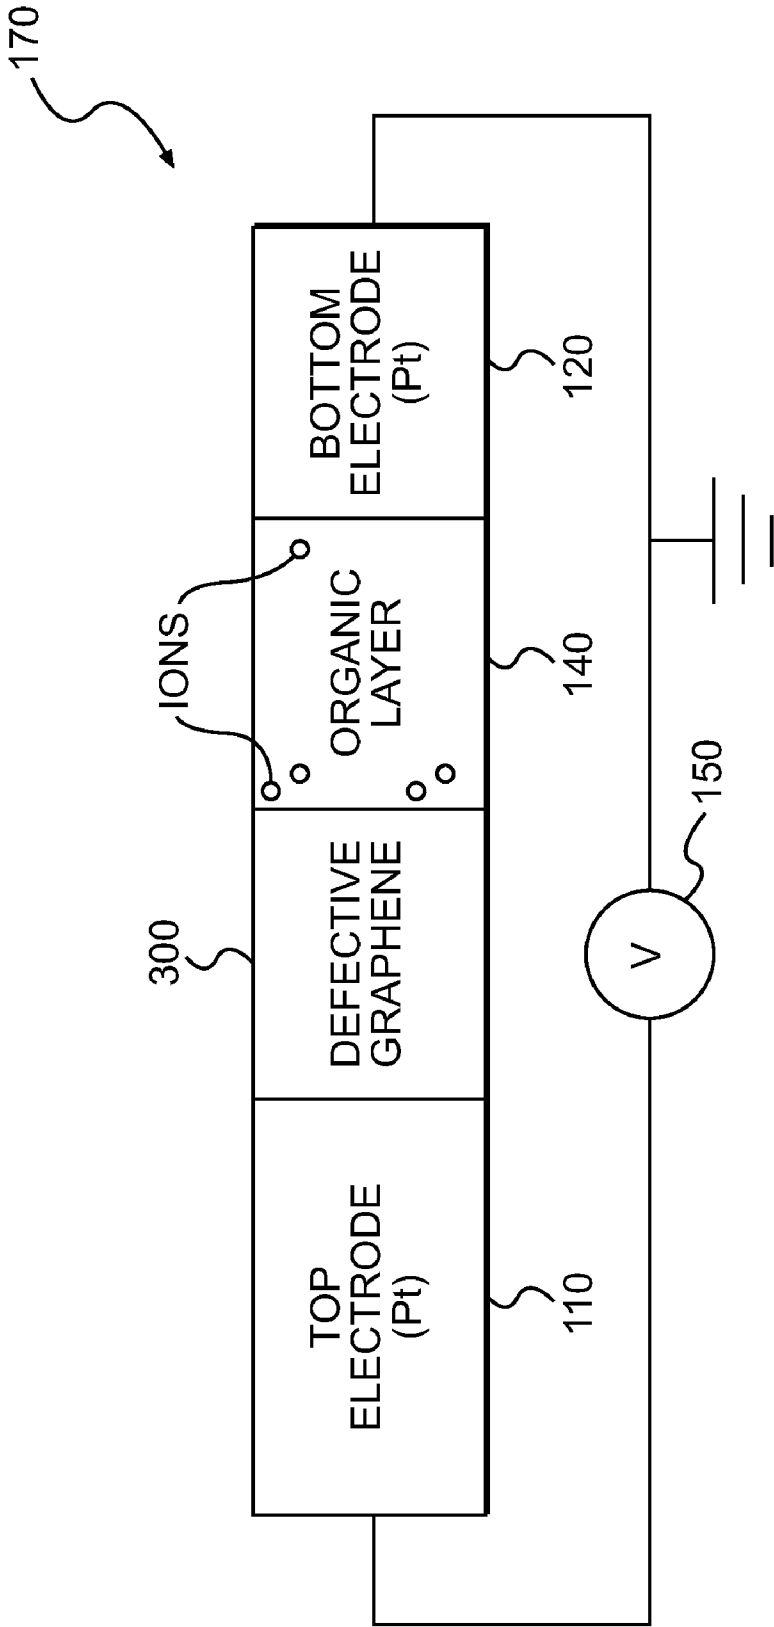 170
IONS
300
TOP
ELECTRODE
(Pt)
DEFECTIVE
GRAPHENE
ORGANIC
LAYER
BOTTOM
ELECTRODE
(Pt)
110
140
120
V
150